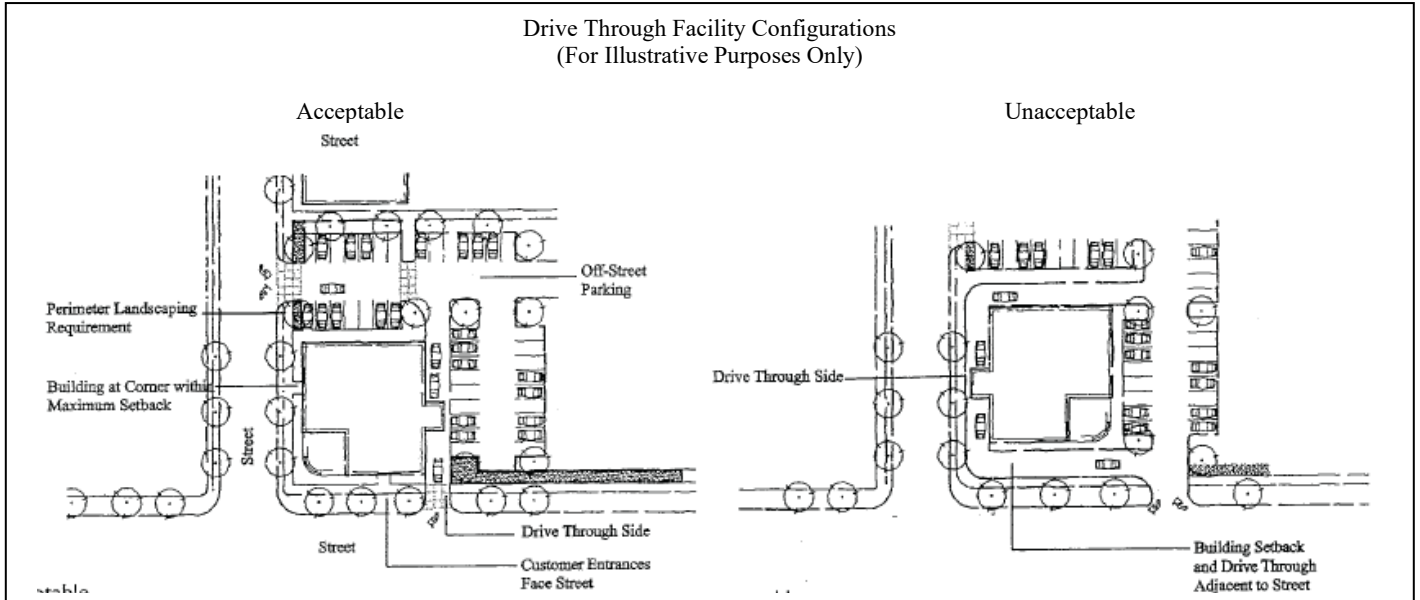 Drive Through Facility Configurations
(For Illustrative Purposes Only)
Acceptable
Street
Off-Street
Parking
Perimeter Landscaping
Requirement
Building at Corner within
Maximum Setback
Street
Street
Drive Through Side
Customer Entrances
Face Street
Unacceptable
Drive Through Side
Building Setback
and Drive Through
Adjacent to Street